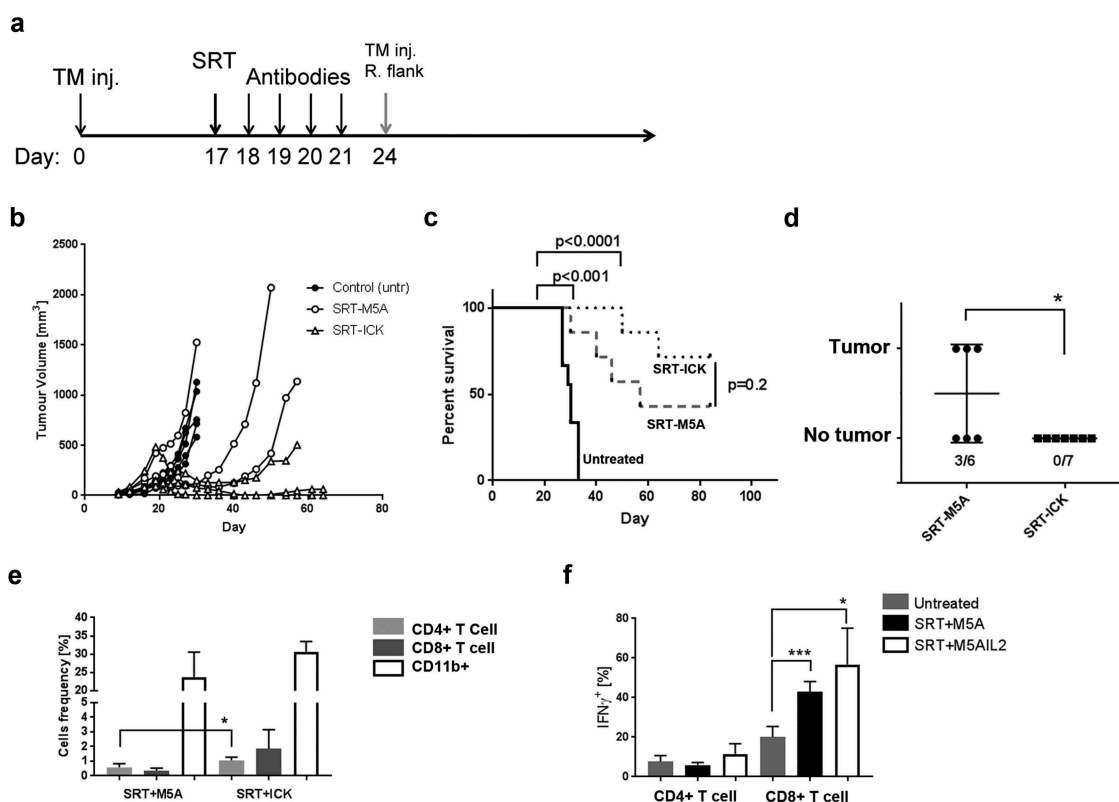 a
TM inj.
SRT
Antibodies
TM inj.
R. flank
Day: 0 17 18 19 20 21 24
b
Tumour Volume [mm³]
2500
2000
1500
1000
500
0
0 20 40 60 80
Day
Control (untr)
SRT-M5A
SRT-ICK
c
p<0.0001
p<0.001
Percent survival
100
50
0
0 20 40 60 80 100
Day
SRT-ICK
p=0.2
SRT-M5A
Untreated
d
*
Tumor
No tumor
3/6 0/7
SRT-M5A
SRT-ICK
e
Cells frequency [%]
40
35
30
25
20
15
6
5
4
3
2
1
0
*
SRT+M5A SRT+ICK
CD4+ T Cell
CD8+ T cell
CD11b+
f
IFNγ⁺ [%]
80
60
40
20
0
*
***
CD4+ T cell CD8+ T cell
Untreated
SRT+M5A
SRT+M5AIL2